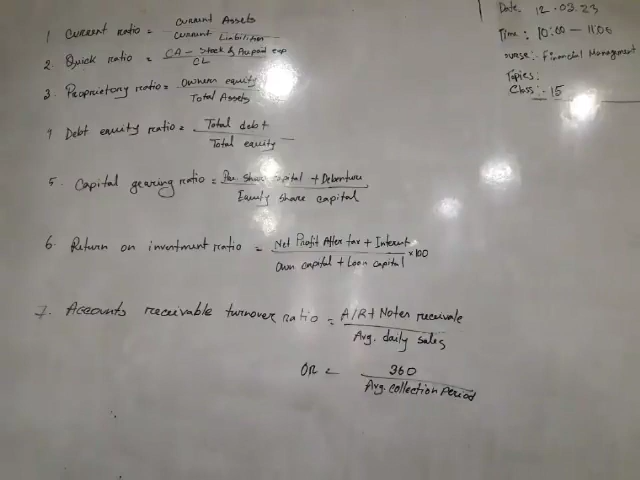 Date 12.03.23
Time: 10:00 - 11:00
ourse:- Financial Management
Topics:
Class:- 15
1 Current ratio = Current Assets
Current Liabilities
2. Quick ratio = CA - Stock & Prepaid exp
CL
3. Proprietory ratio = Owners equity
Total Assets
Debt equity ratio = Total debt
Total equity
5. Capital gearing ratio = Pre share capital + Debenture
Equity share capital
6. Return on investment ratio = Net Profit After tax + Interest ×100
Own capital + Loan capital
7. Accounts receivable turnover ratio = A/R + Notes receivale
Avg. daily sales
OR = 360
Avg. collection Period